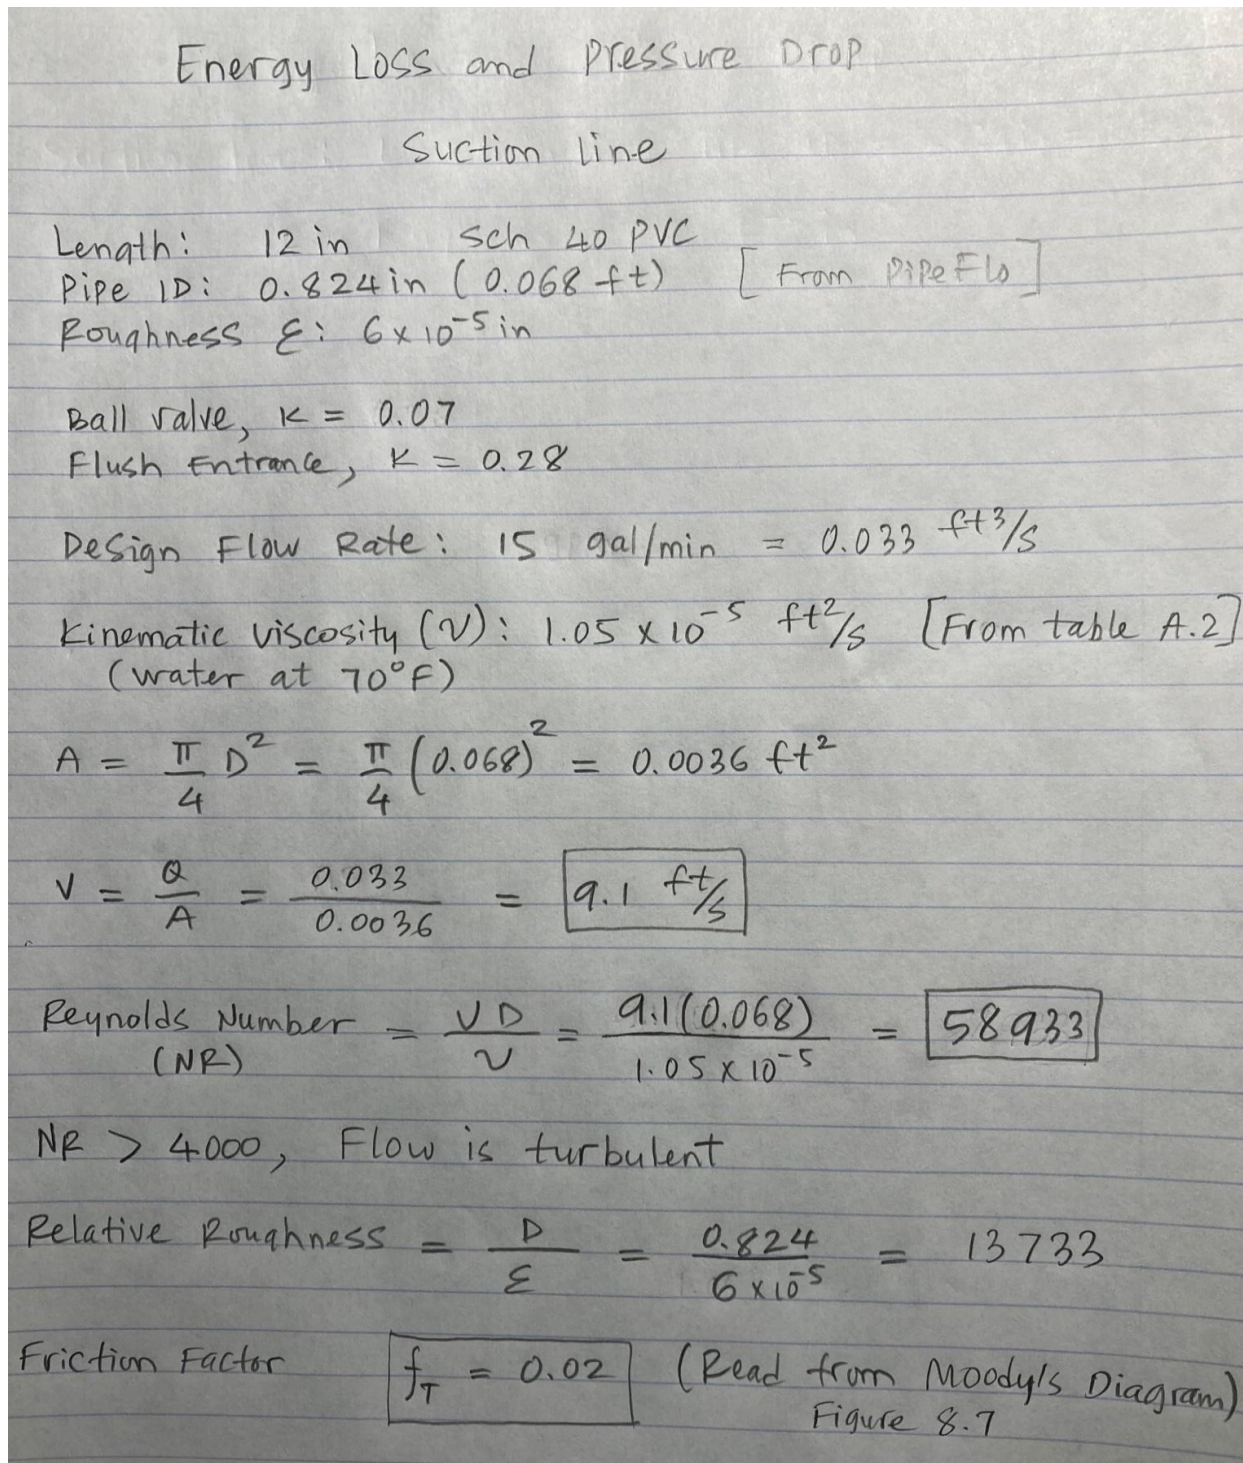 Energy Loss and Pressure Drop
Suction line
Length: 12 in Sch 40 PVC
Pipe ID: 0.824 in (0.068 ft) [From Pipe Flo]
Roughness ε: 6 x 10⁻⁵ in
Ball valve, K = 0.07
Flush Entrance, K = 0.28
Design Flow Rate: 15 gal/min = 0.033 ft³/s
Kinematic viscosity (ν): 1.05 x 10⁻⁵ ft²/s [From table A.2]
(water at 70°F)
A = π/4 D² = π/4 (0.068)² = 0.0036 ft²
V = Q/A = 0.033/0.0036 = 9.1 ft/s
Reynolds Number = VD/ν = 9.1(0.068)/1.05 x 10⁻⁵ = 58933
(NR)
NR > 4000, Flow is turbulent
Relative Roughness = D/ε = 0.824/6 x 10⁻⁵ = 13733
Friction Factor f_T = 0.02 (Read from Moody's Diagram)
Figure 8.7